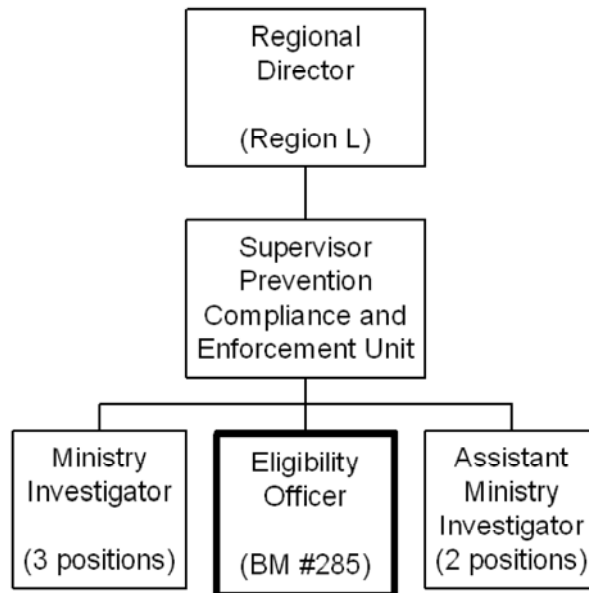 Regional
Director
(Region L)
Supervisor
Prevention
Compliance and
Enforcement Unit
Ministry
Investigator
(3 positions)
Eligibility
Officer
(BM #285)
Assistant
Ministry
Investigator
(2 positions)